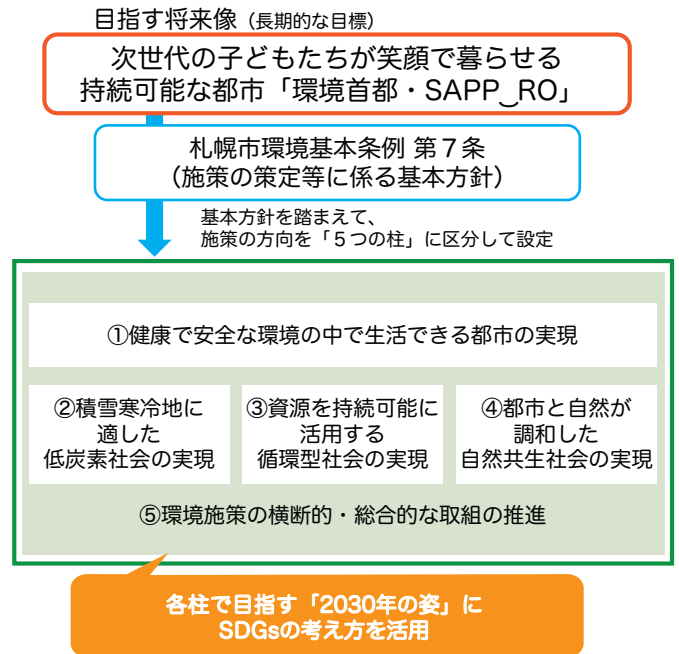 目指す将来像（長期的な目標）
次世代の子どもたちが笑顔で暮らせる
持続可能な都市「環境首都・SAPP‿RO」
札幌市環境基本条例 第７条
（施策の策定等に係る基本方針）
基本方針を踏まえて、
施策の方向を「５つの柱」に区分して設定
①健康で安全な環境の中で生活できる都市の実現
②積雪寒冷地に
適した
低炭素社会の実現
③資源を持続可能に
活用する
循環型社会の実現
④都市と自然が
調和した
自然共生社会の実現
⑤環境施策の横断的・総合的な取組の推進
各柱で目指す「2030年の姿」に
SDGsの考え方を活用